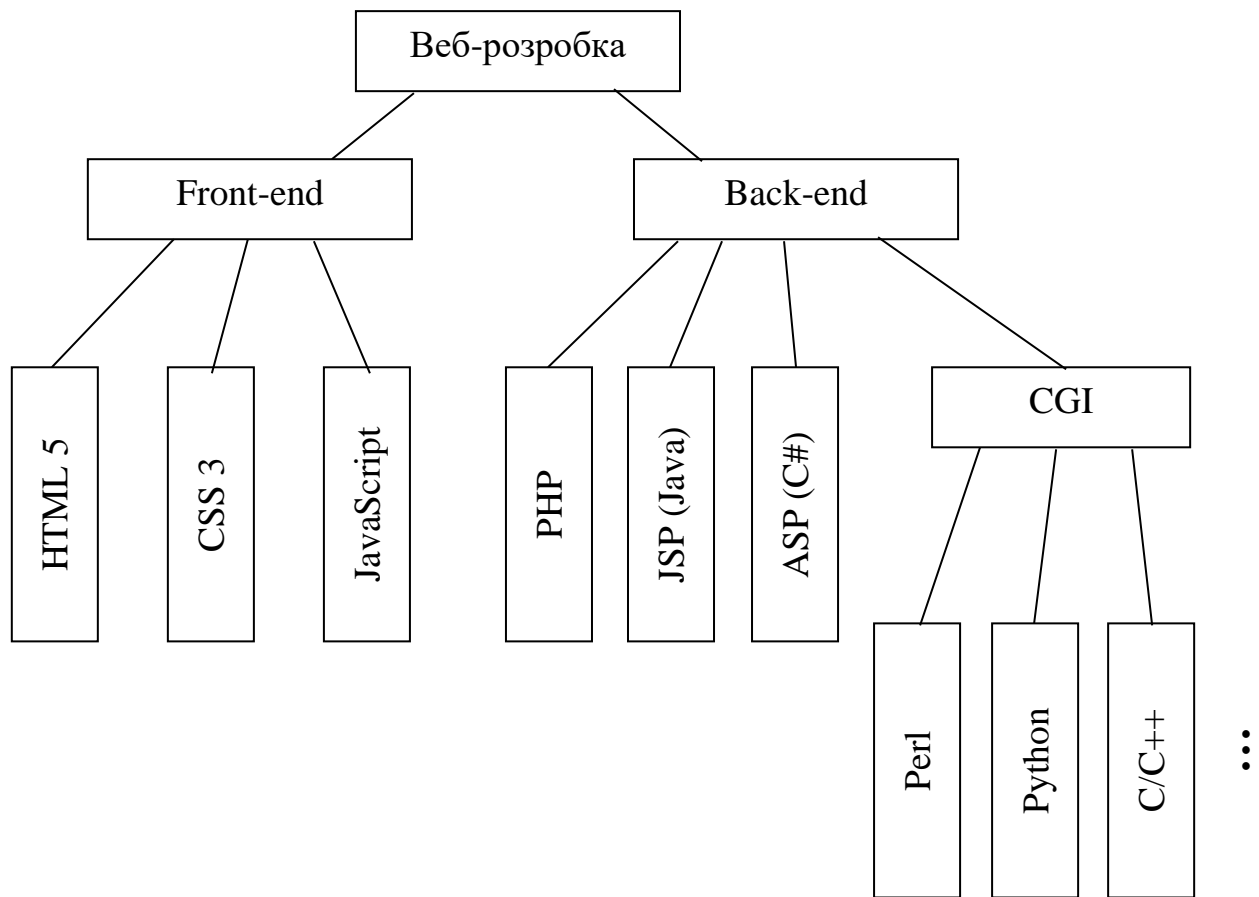 Веб-розробка
Front-end
Back-end
HTML 5
CSS 3
JavaScript
PHP
JSP (Java)
ASP (C#)
CGI
Perl
Python
C/C++
...